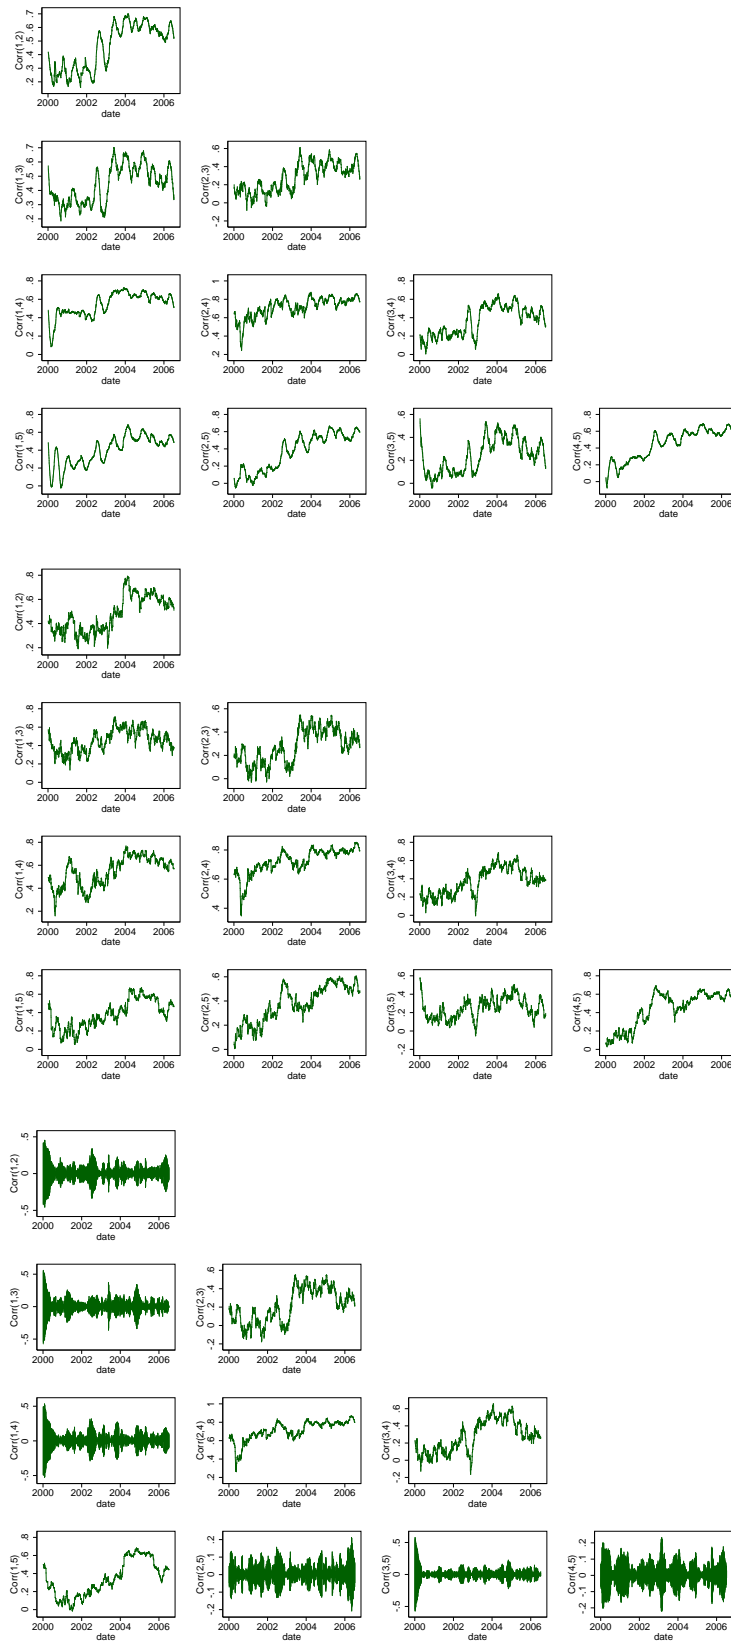 Corr(1,2)
.2 .3 .4 .5 .6 .7
2000 2002 2004 2006
date
Corr(1,3)
.2 .3 .4 .5 .6 .7
2000 2002 2004 2006
date
Corr(2,3)
-.2 0 .2 .4 .6
2000 2002 2004 2006
date
Corr(1,4)
0 .2 .4 .6 .8
2000 2002 2004 2006
date
Corr(2,4)
.2 .4 .6 .8 1
2000 2002 2004 2006
date
Corr(3,4)
0 .2 .4 .6 .8
2000 2002 2004 2006
date
Corr(1,5)
0 .2 .4 .6 .8
2000 2002 2004 2006
date
Corr(2,5)
0 .2 .4 .6 .8
2000 2002 2004 2006
date
Corr(3,5)
0 .2 .4 .6
2000 2002 2004 2006
date
Corr(4,5)
0 .2 .4 .6 .8
2000 2002 2004 2006
date
Corr(1,2)
.2 .4 .6 .8
2000 2002 2004 2006
date
Corr(1,3)
0 .2 .4 .6 .8
2000 2002 2004 2006
date
Corr(2,3)
0 .2 .4 .6
2000 2002 2004 2006
date
Corr(1,4)
.2 .4 .6 .8
2000 2002 2004 2006
date
Corr(2,4)
.4 .6 .8
2000 2002 2004 2006
date
Corr(3,4)
0 .2 .4 .6 .8
2000 2002 2004 2006
date
Corr(1,5)
0 .2 .4 .6 .8
2000 2002 2004 2006
date
Corr(2,5)
0 .2 .4 .6
2000 2002 2004 2006
date
Corr(3,5)
-.2 0 .2 .4 .6
2000 2002 2004 2006
date
Corr(4,5)
0 .2 .4 .6 .8
2000 2002 2004 2006
date
Corr(1,2)
-.5 0 .5
2000 2002 2004 2006
date
Corr(1,3)
-.5 0 .5
2000 2002 2004 2006
date
Corr(2,3)
-.2 0 .2 .4 .6
2000 2002 2004 2006
date
Corr(1,4)
-.5 0 .5
2000 2002 2004 2006
date
Corr(2,4)
.2 .4 .6 .8 1
2000 2002 2004 2006
date
Corr(3,4)
-.2 0 .2 .4 .6
2000 2002 2004 2006
date
Corr(1,5)
0 .2 .4 .6 .8
2000 2002 2004 2006
date
Corr(2,5)
-.2 -.1 0 .1 .2
2000 2002 2004 2006
date
Corr(3,5)
-.5 0 .5
2000 2002 2004 2006
date
Corr(4,5)
-.2 -.1 0 .1 .2
2000 2002 2004 2006
date